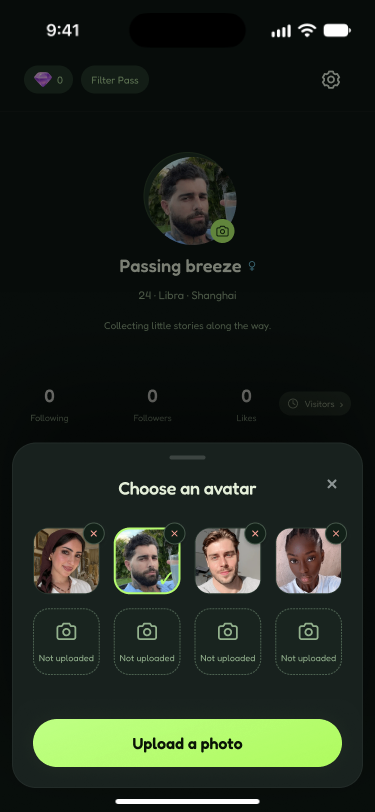 9:41
0
Filter Pass
Passing breeze ♀
24 · Libra · Shanghai
Collecting little stories along the way.
0 0 0
Following Followers Likes
Visitors ›
Choose an avatar
Not uploaded Not uploaded Not uploaded Not uploaded
Upload a photo